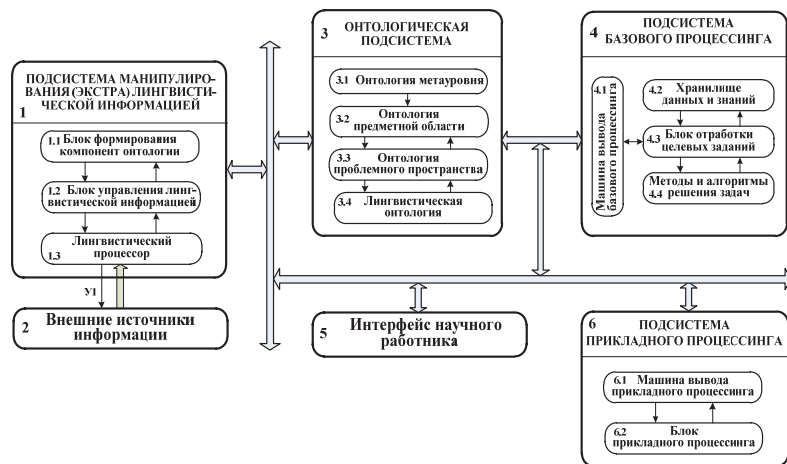 1
ПОДСИСТЕМА МАНИПУЛИРО-
ВАНИЯ (ЭКСТРА) ЛИНГВИС-
ТИЧЕСКОЙ ИНФОРМАЦИЕЙ
1.1 Блок формирования
компонент онтологии
1.2 Блок управления линг-
вистической информацией
1.3 Лингвистический
процессор
У1
2 Внешние источники
информации
3 ОНТОЛОГИЧЕСКАЯ
ПОДСИСТЕМА
3.1 Онтология метауровня
3.2 Онтология
предметной области
3.3 Онтология
проблемного пространства
3.4 Лингвистическая
онтология
4 ПОДСИСТЕМА
БАЗОВОГО ПРОЦЕССИНГА
4.1 Машина вывода
базового процессинга
4.2 Хранилище
данных и знаний
4.3 Блок отработки
целевых заданий
Методы и алгоритмы
4.4 решения задач
5 Интерфейс научного
работника
6 ПОДСИСТЕМА
ПРИКЛАДНОГО ПРОЦЕССИНГА
6.1 Машина вывода
прикладного процессинга
6.2 Блок
прикладного процессинга